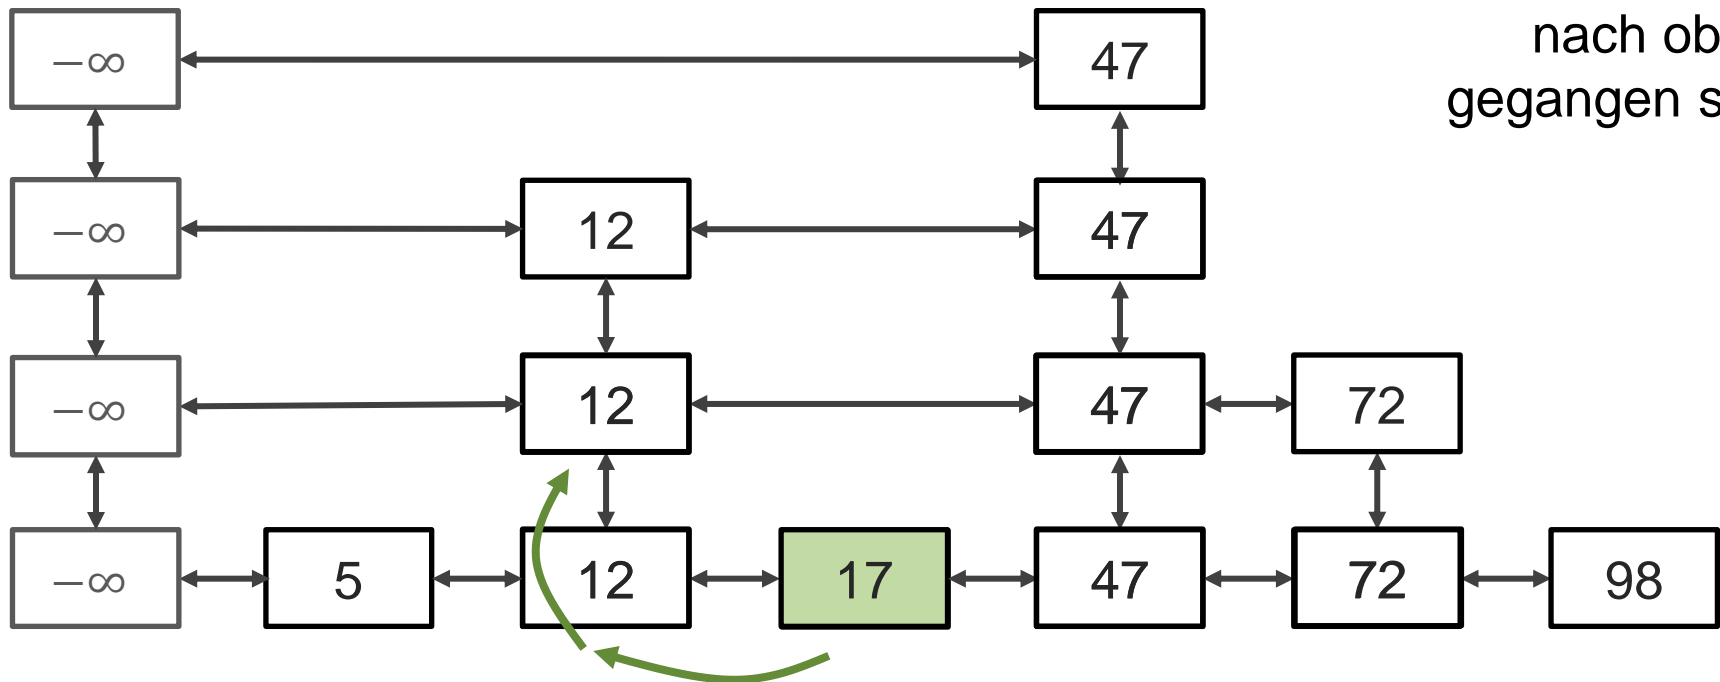 nach ob
gegangen s
–∞ 47
–∞ 12 47
–∞ 12 47 72
–∞ 5 12 17 47 72 98